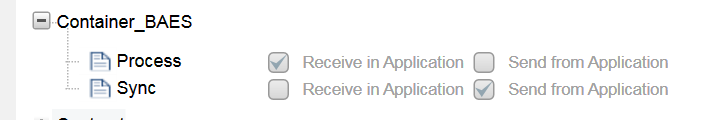 Container_BAES
Process Receive in Application Send from Application
Sync Receive in Application Send from Application